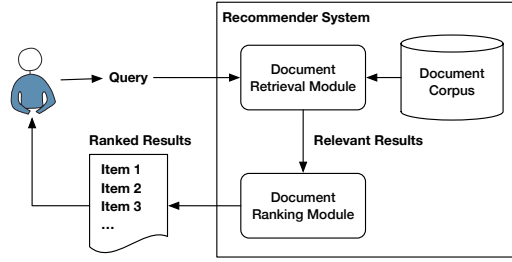 Recommender System
Query
Document
Retrieval Module
Document
Corpus
Relevant Results
Ranked Results
Item 1
Item 2
Item 3
...
Document
Ranking Module